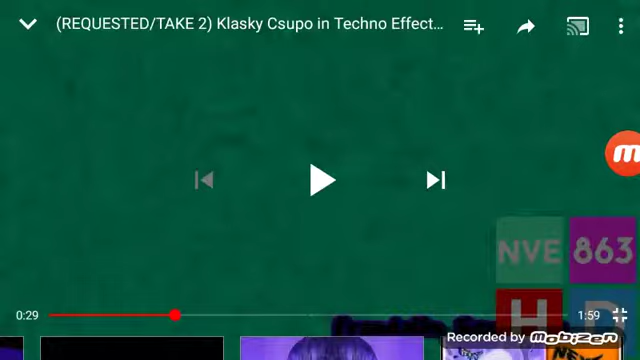 (REQUESTED/TAKE 2) Klasky Csupo in Techno Effect...
NVE 863
H D
0:29
1:59
Recorded by mobizen